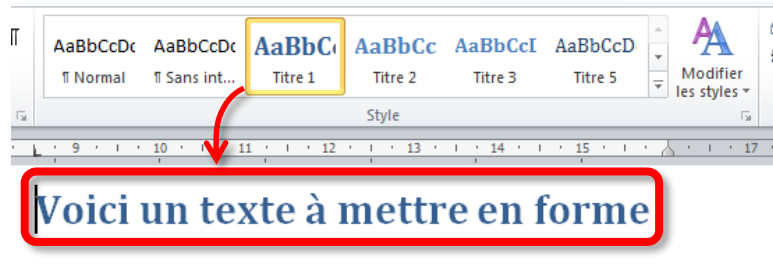 ¶ AaBbCcDc AaBbCcDc AaBbC AaBbCc AaBbCcI AaBbCcD
¶ Normal ¶ Sans int... Titre 1 Titre 2 Titre 3 Titre 5
Modifier
les styles
Style
9 10 11 12 13 14 15 17
Voici un texte à mettre en forme